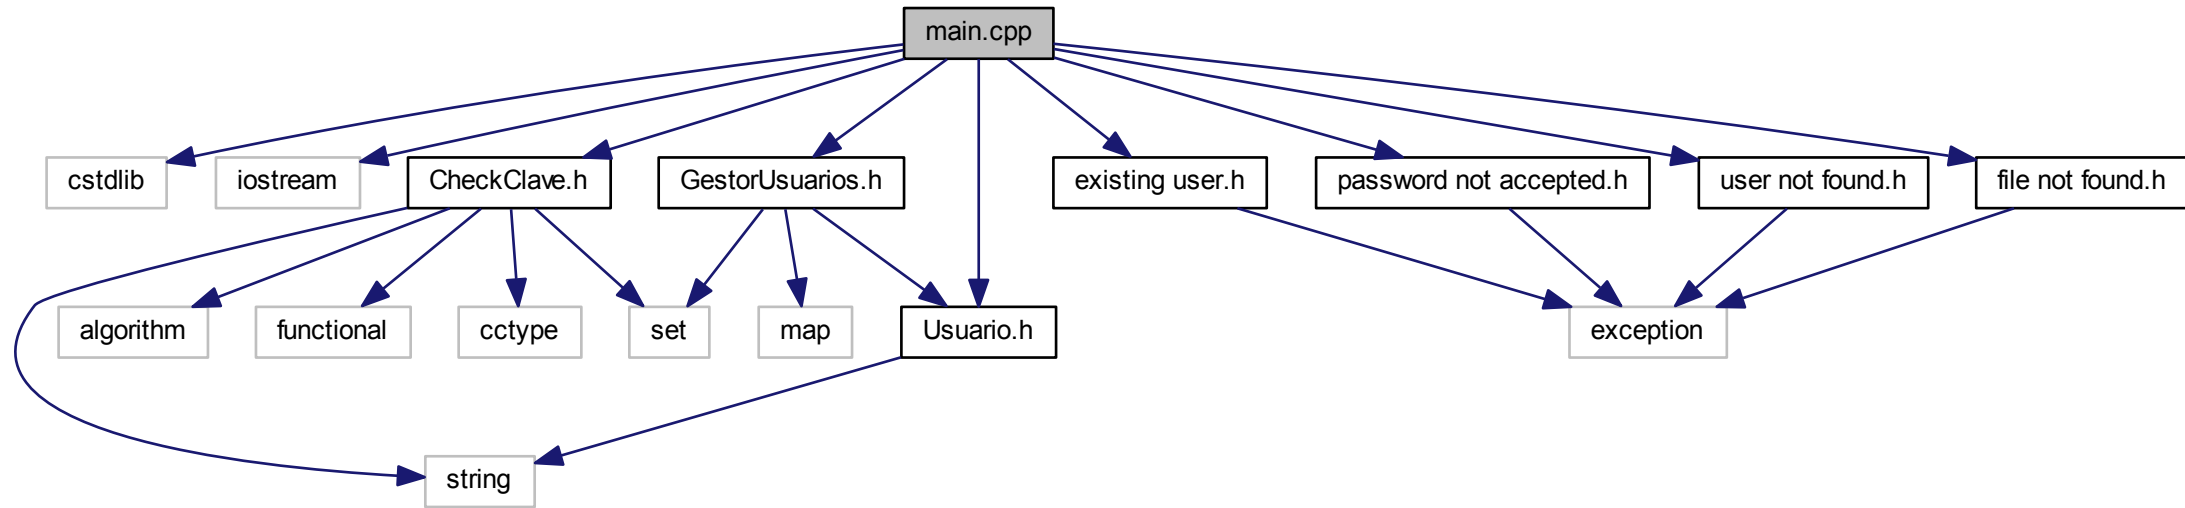 main.cpp
cstdlib
iostream
CheckClave.h
GestorUsuarios.h
existing user.h
password not accepted.h
user not found.h
file not found.h
algorithm
functional
cctype
set
map
Usuario.h
exception
string